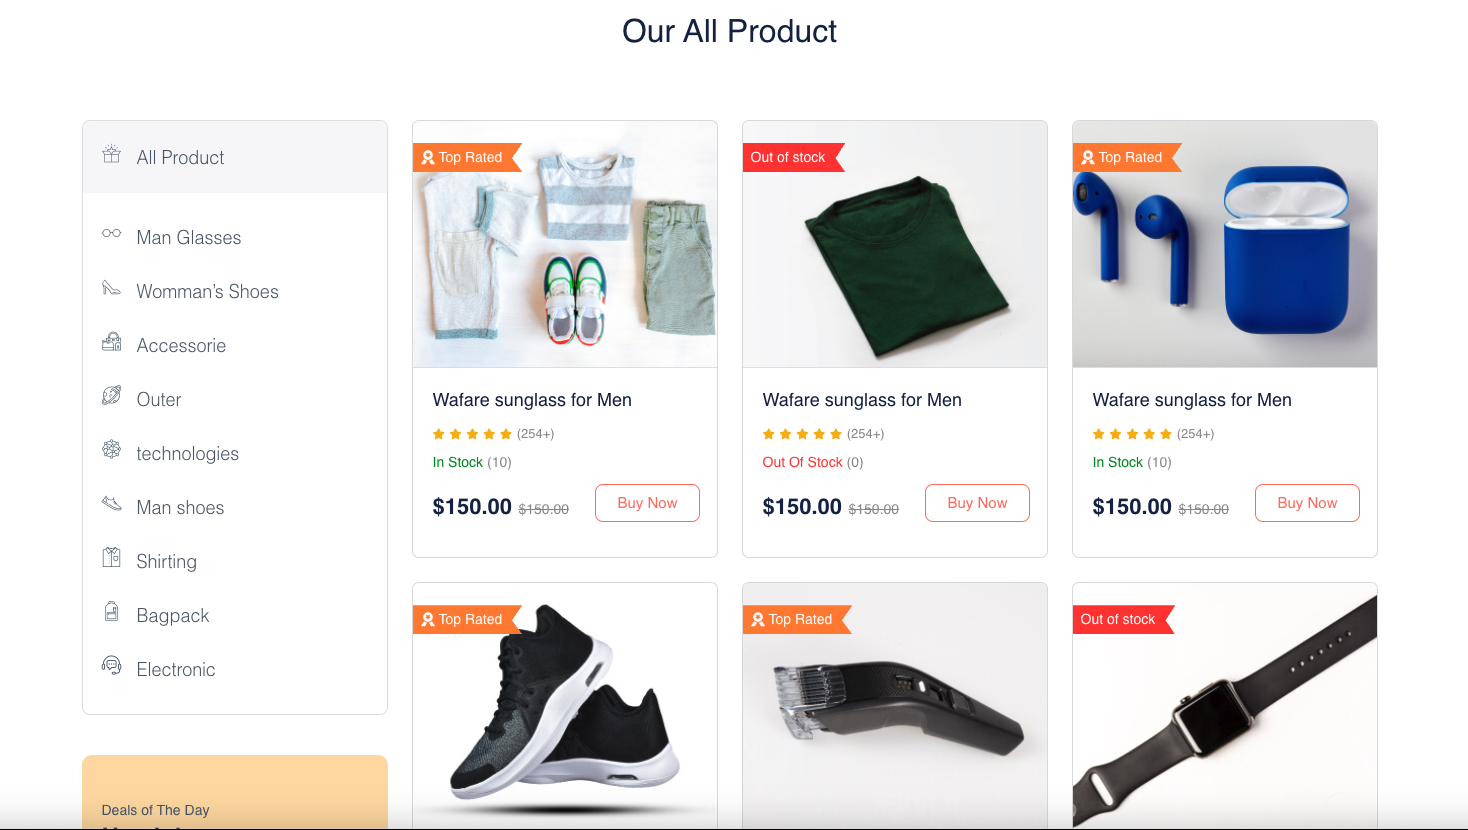 Our All Product
All Product
Man Glasses
Womman's Shoes
Accessorie
Outer
technologies
Man shoes
Shirting
Bagpack
Electronic
Deals of The Day
Top Rated
Wafare sunglass for Men
(254+)
In Stock (10)
$150.00 $150.00 Buy Now
Out of stock
Wafare sunglass for Men
(254+)
Out Of Stock (0)
$150.00 $150.00 Buy Now
Top Rated
Wafare sunglass for Men
(254+)
In Stock (10)
$150.00 $150.00 Buy Now
Top Rated
Top Rated
Out of stock